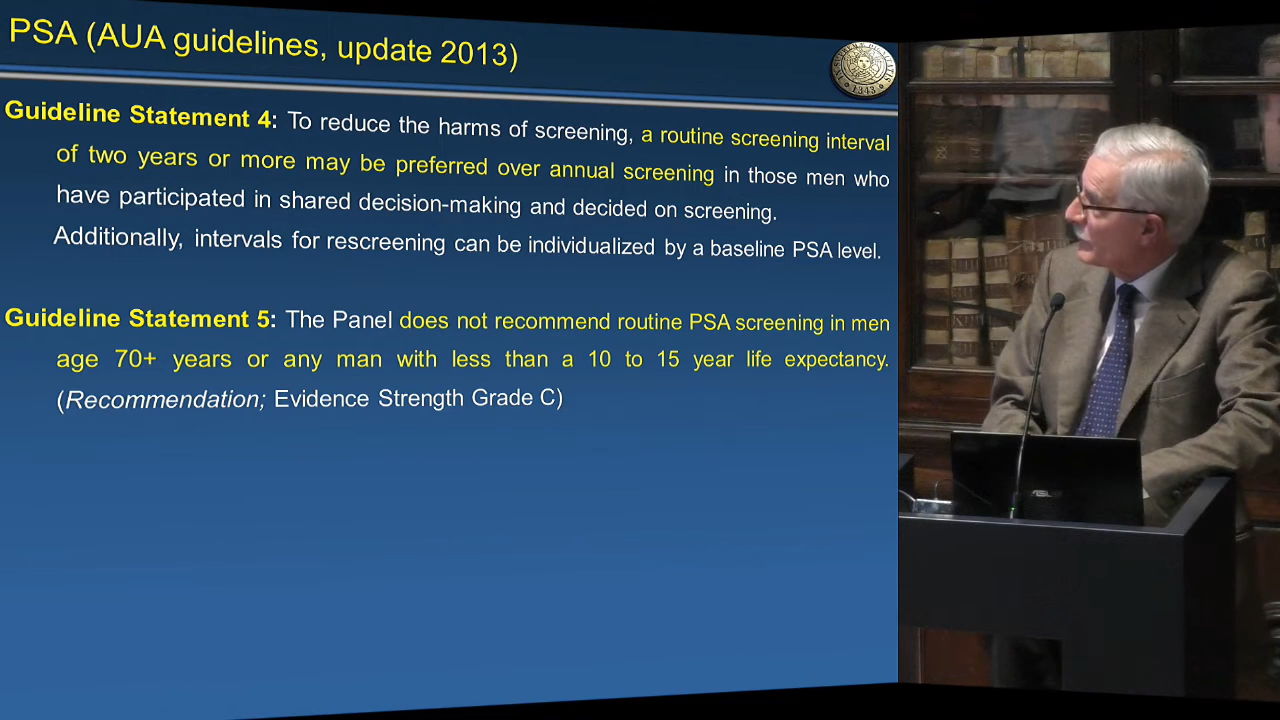 PSA (AUA guidelines, update 2013)
Guideline Statement 4: To reduce the harms of screening, a routine screening interval
of two years or more may be preferred over annual screening in those men who
have participated in shared decision-making and decided on screening.
Additionally, intervals for rescreening can be individualized by a baseline PSA level.
Guideline Statement 5: The Panel does not recommend routine PSA screening in men
age 70+ years or any man with less than a 10 to 15 year life expectancy.
(Recommendation; Evidence Strength Grade C)
1343
ASUS